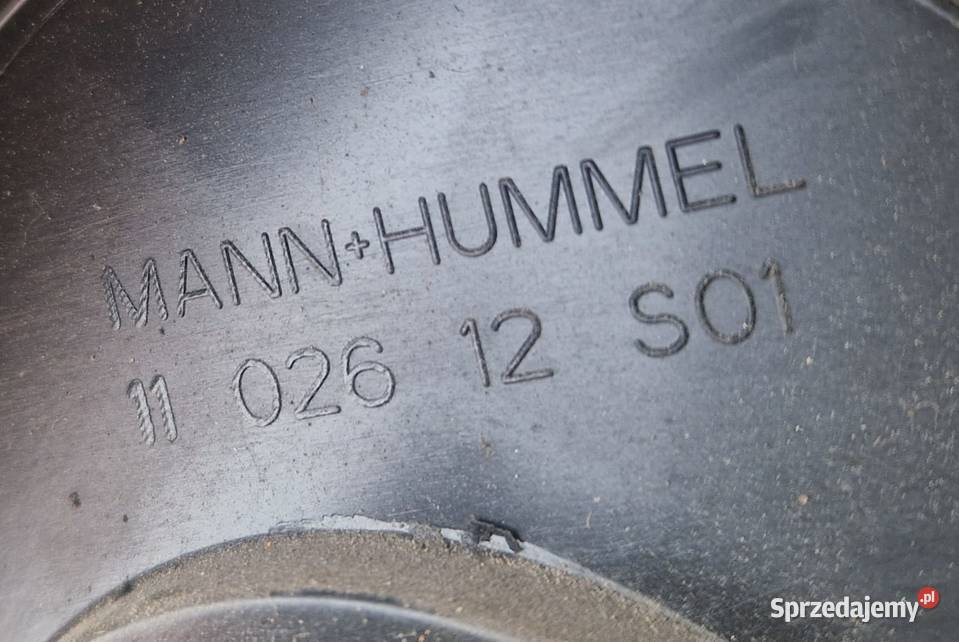 MANN+HUMMEL
11 026 12 S01
Sprzedajemy.pl